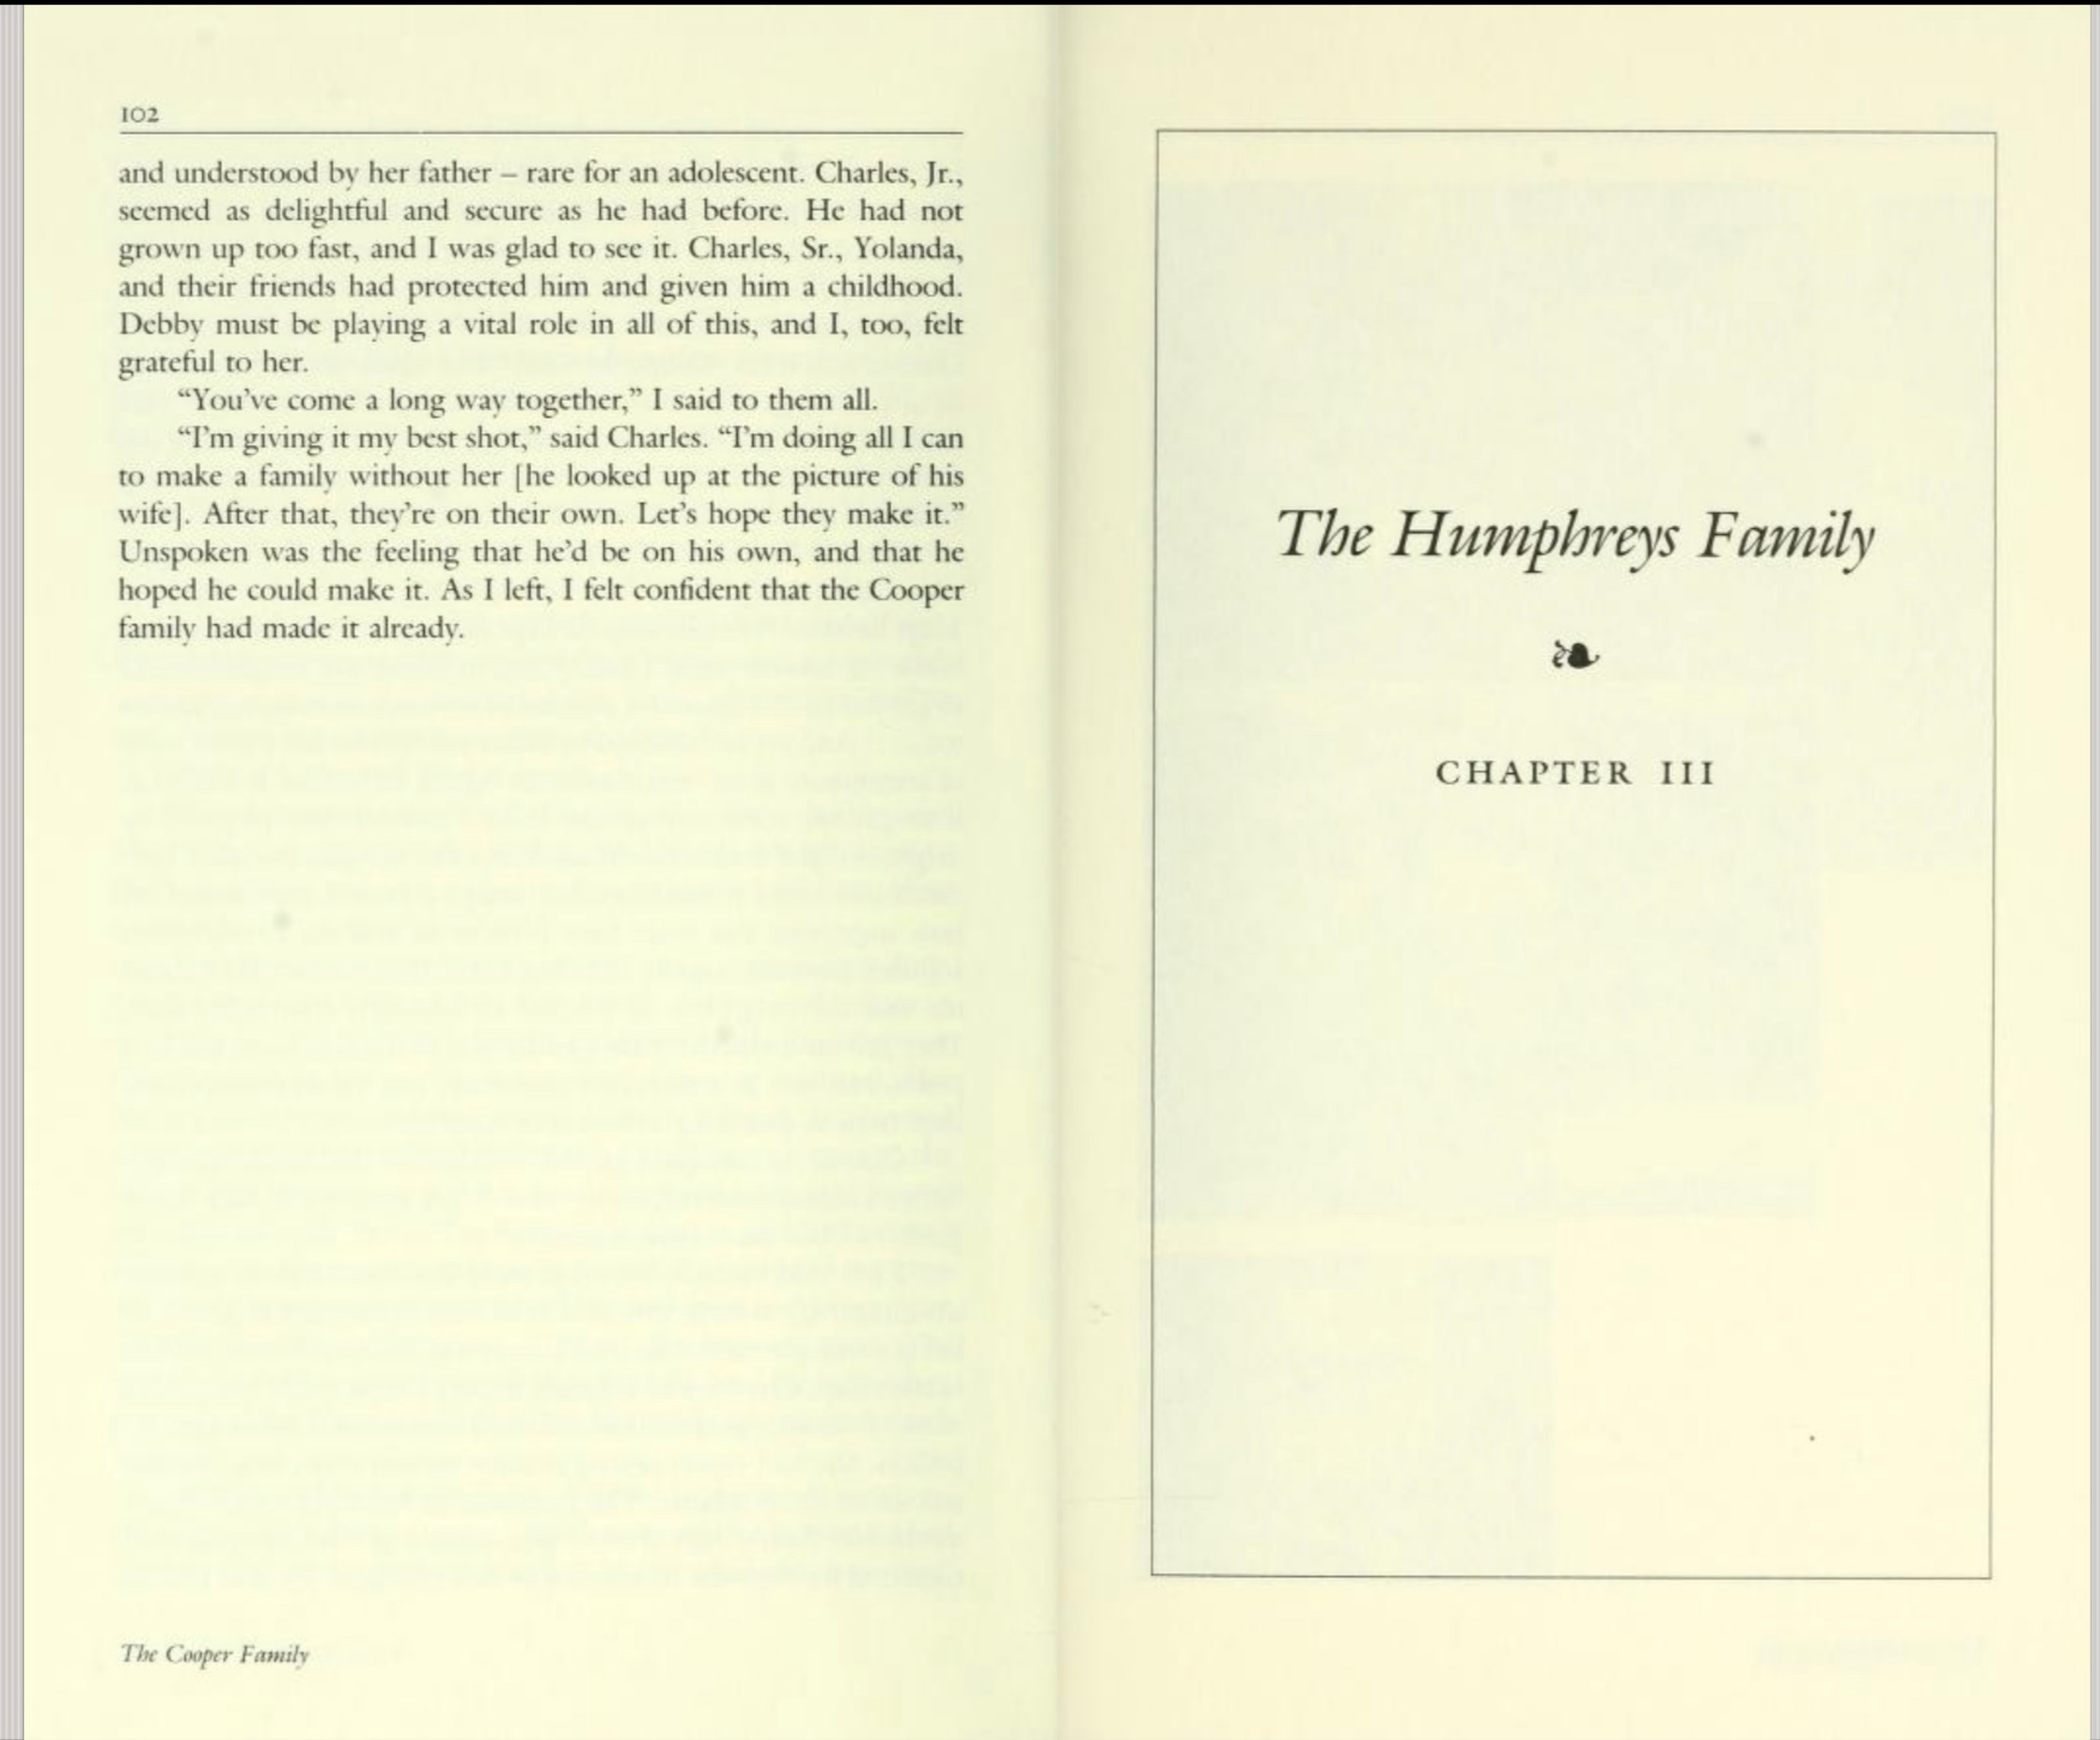 102
and understood by her father – rare for an adolescent. Charles, Jr.,
seemed as delightful and secure as he had before. He had not
grown up too fast, and I was glad to see it. Charles, Sr., Yolanda,
and their friends had protected him and given him a childhood.
Debby must be playing a vital role in all of this, and I, too, felt
grateful to her.
“You’ve come a long way together,” I said to them all.
“I’m giving it my best shot,” said Charles. “I’m doing all I can
to make a family without her [he looked up at the picture of his
wife]. After that, they’re on their own. Let’s hope they make it.”
Unspoken was the feeling that he’d be on his own, and that he
hoped he could make it. As I left, I felt confident that the Cooper
family had made it already.
The Cooper Family
The Humphreys Family
CHAPTER III